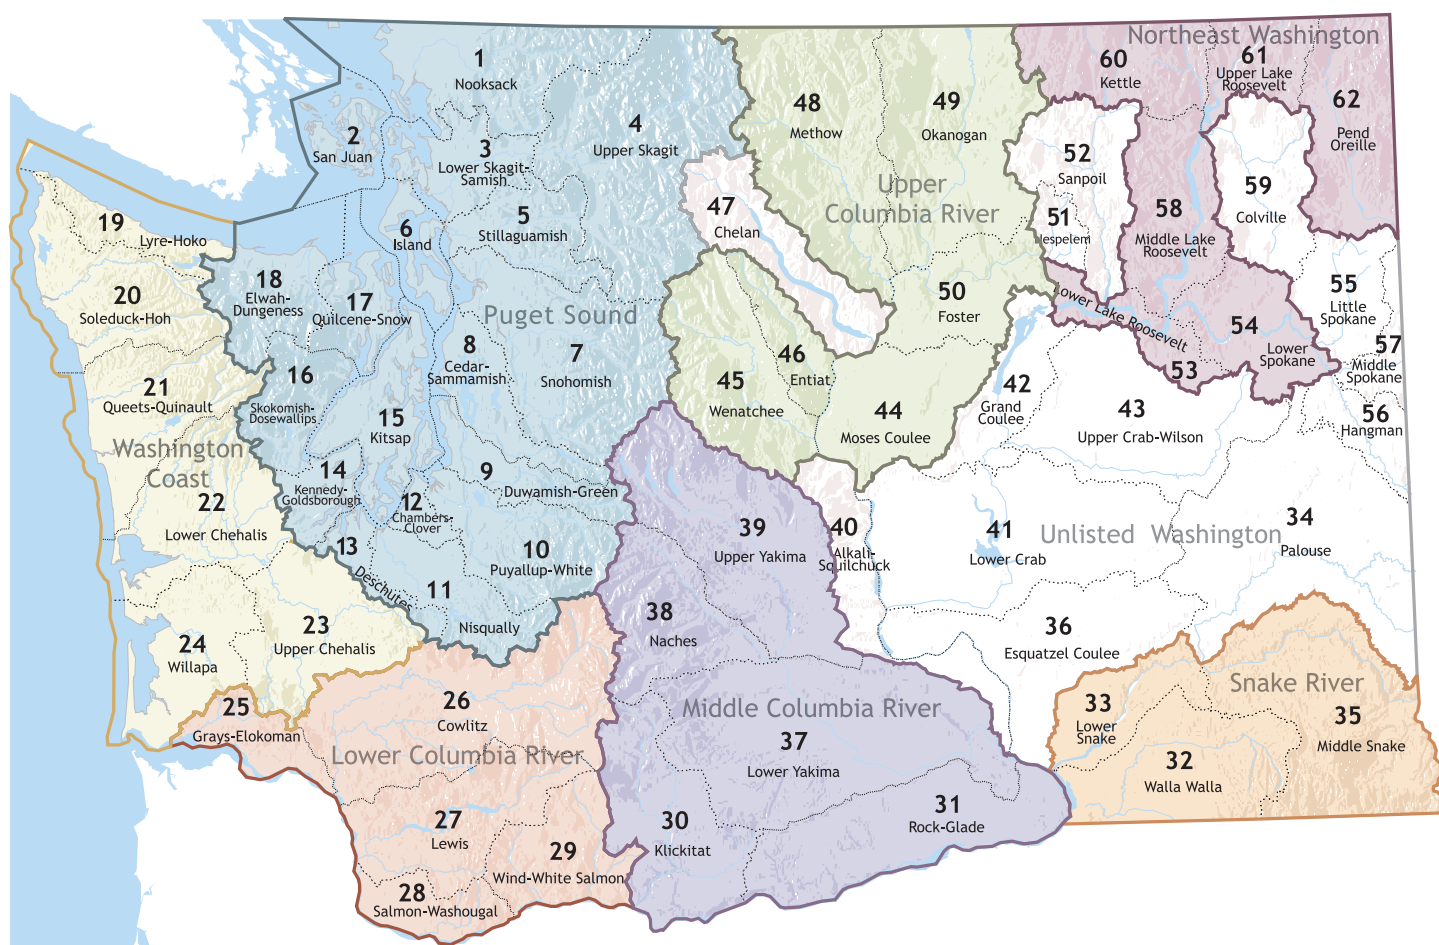 Northeast Washington
1
Nooksack
2
San Juan
3
Lower Skagit-
Samish
4
Upper Skagit
5
Stillaguamish
6
Island
48
Methow
49
Okanogan
60
Kettle
61
Upper Lake
Roosevelt
62
Pend
Oreille
52
Sanpoil
51
Nespelem
58
Middle Lake
Roosevelt
59
Colville
47
Chelan
Upper
Columbia River
19
Lyre-Hoko
20
Soleduck-Hoh
18
Elwah-
Dungeness
17
Quilcene-Snow
Puget Sound
8
Cedar-
Sammamish
7
Snohomish
50
Foster
Lower Lake Roosevelt
53
54
Lower
Spokane
55
Little
Spokane
57
Middle
Spokane
56
Hangman
21
Queets-Quinault
16
Skokomish-
Dosewallips
15
Kitsap
45
Wenatchee
46
Entiat
44
Moses Coulee
42
Grand
Coulee
43
Upper Crab-Wilson
Washington
Coast
22
Lower Chehalis
14
Kennedy-
Goldsborough
12
Chambers-
Clover
9
Duwamish-Green
10
Puyallup-White
13
Deschutes
11
Nisqually
39
Upper Yakima
40
Alkali-
Squilchuck
41
Lower Crab
Unlisted Washington
34
Palouse
24
Willapa
23
Upper Chehalis
38
Naches
36
Esquatzel Coulee
25
Grays-Elokoman
26
Cowlitz
Lower Columbia River
Middle Columbia River
37
Lower Yakima
33
Lower
Snake
Snake River
35
Middle Snake
32
Walla Walla
27
Lewis
28
Salmon-Washougal
29
Wind-White Salmon
30
Klickitat
31
Rock-Glade